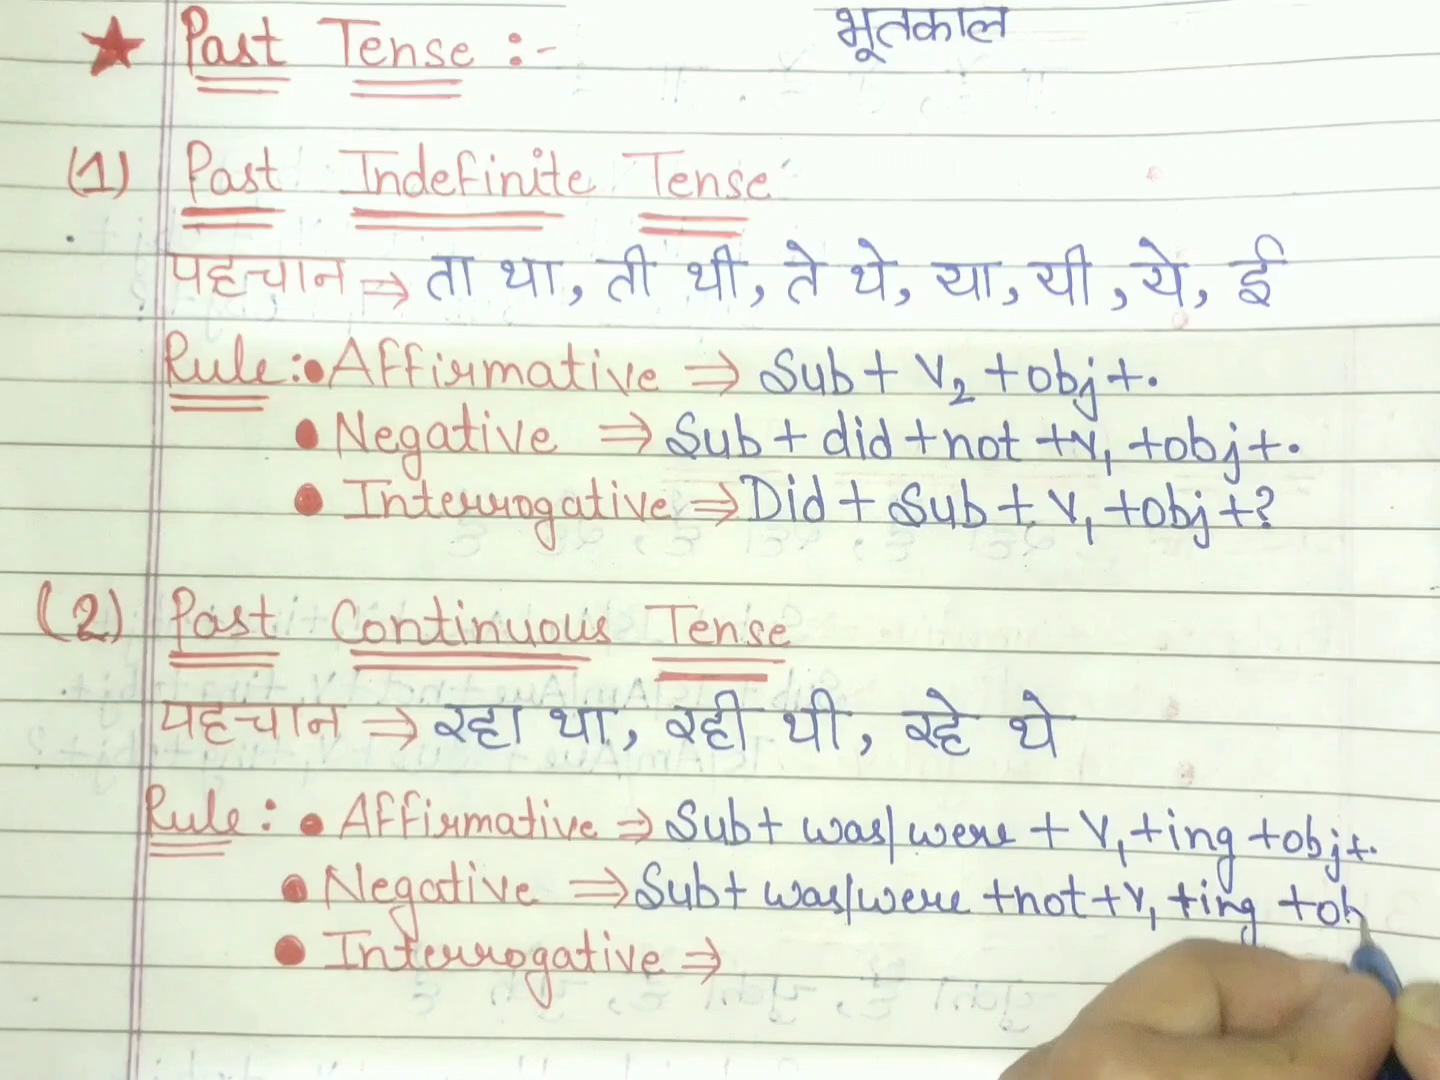 ★ Past Tense :- भूतकाल
(1) Past Indefinite Tense
पहचान ⇒ ता था, ती थी, ते थे, या, यी, ये, ई
Rule: • Affirmative ⇒ Sub + V₂ + obj + .
• Negative ⇒ Sub + did + not + V₁ + obj + .
• Interrogative ⇒ Did + Sub + V₁ + obj + ?
(2) Past Continuous Tense
पहचान ⇒ रहा था, रही थी, रहे थे
Rule: • Affirmative ⇒ Sub + was/were + V₁ + ing + obj + .
• Negative ⇒ Sub + was/were + not + V₁ + ing + ob
• Interrogative ⇒